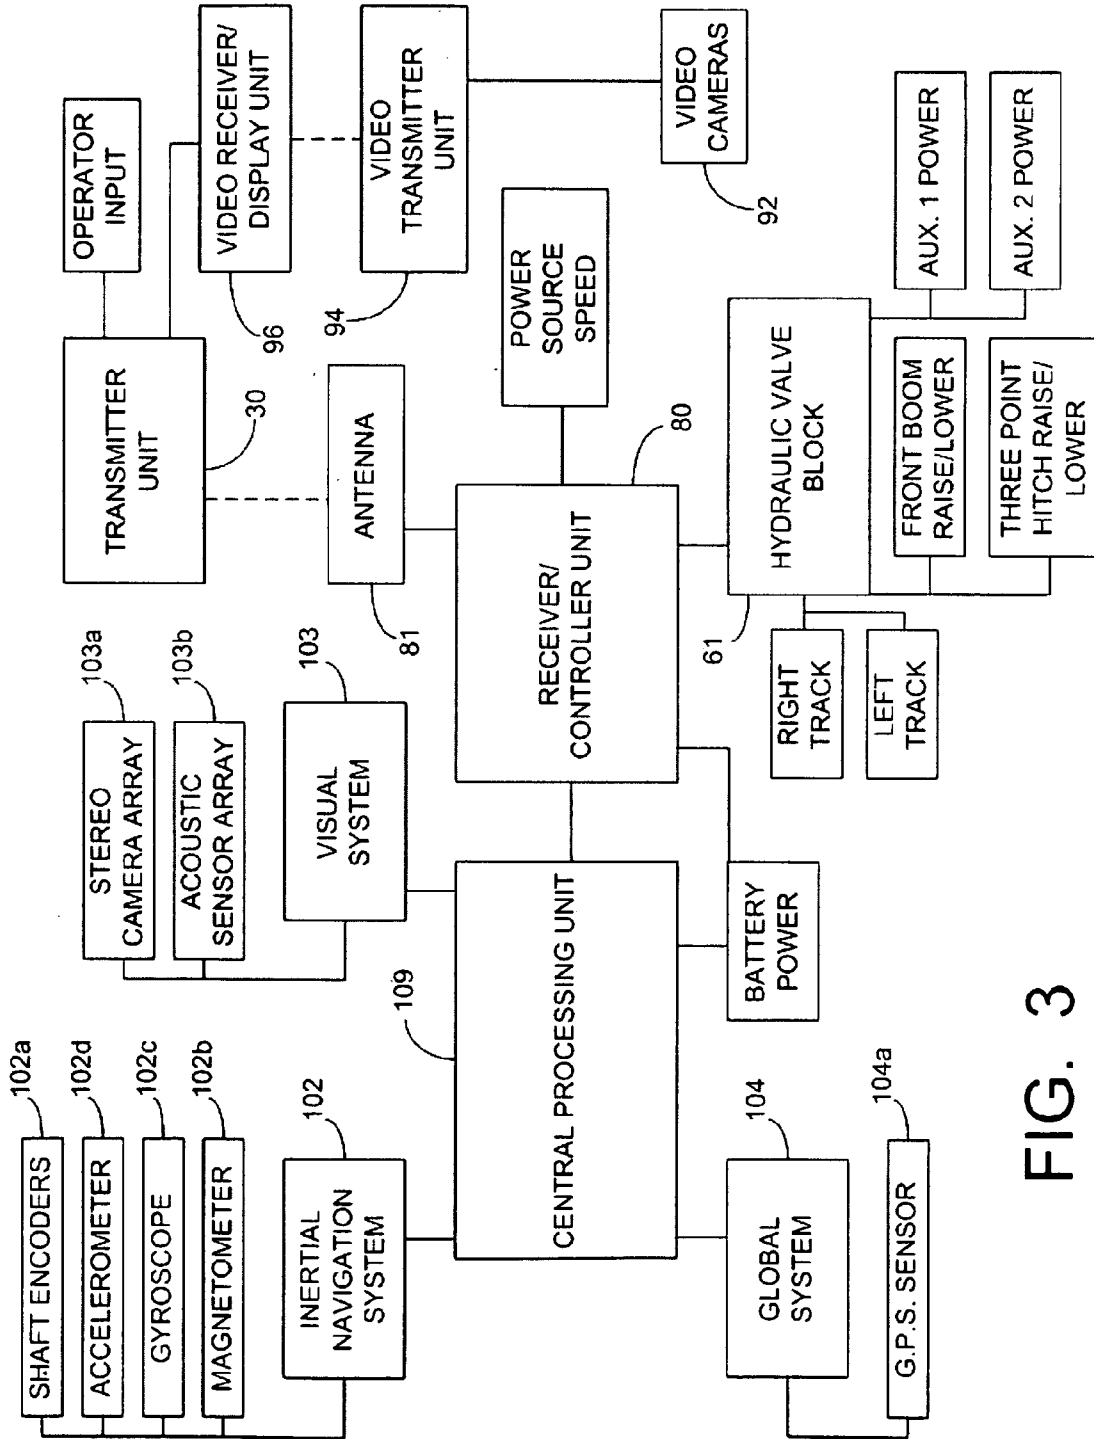 SHAFT ENCODERS
102a
ACCELEROMETER
102d
GYROSCOPE
102c
MAGNETOMETER
102b
INERTIAL
NAVIGATION
SYSTEM
102
STEREO
CAMERA ARRAY
103a
ACOUSTIC
SENSOR ARRAY
103b
VISUAL
SYSTEM
103
TRANSMITTER
UNIT
30
OPERATOR
INPUT
VIDEO RECEIVER/
DISPLAY UNIT
96
VIDEO
TRANSMITTER
UNIT
94
VIDEO
CAMERAS
92
ANTENNA
81
POWER
SOURCE
SPEED
CENTRAL PROCESSING UNIT
109
RECEIVER/
CONTROLLER UNIT
80
GLOBAL
SYSTEM
104
G.P.S. SENSOR
104a
BATTERY
POWER
HYDRAULIC VALVE
BLOCK
61
RIGHT
TRACK
LEFT
TRACK
FRONT BOOM
RAISE/LOWER
THREE POINT
HITCH RAISE/
LOWER
AUX. 1 POWER
AUX. 2 POWER
FIG. 3